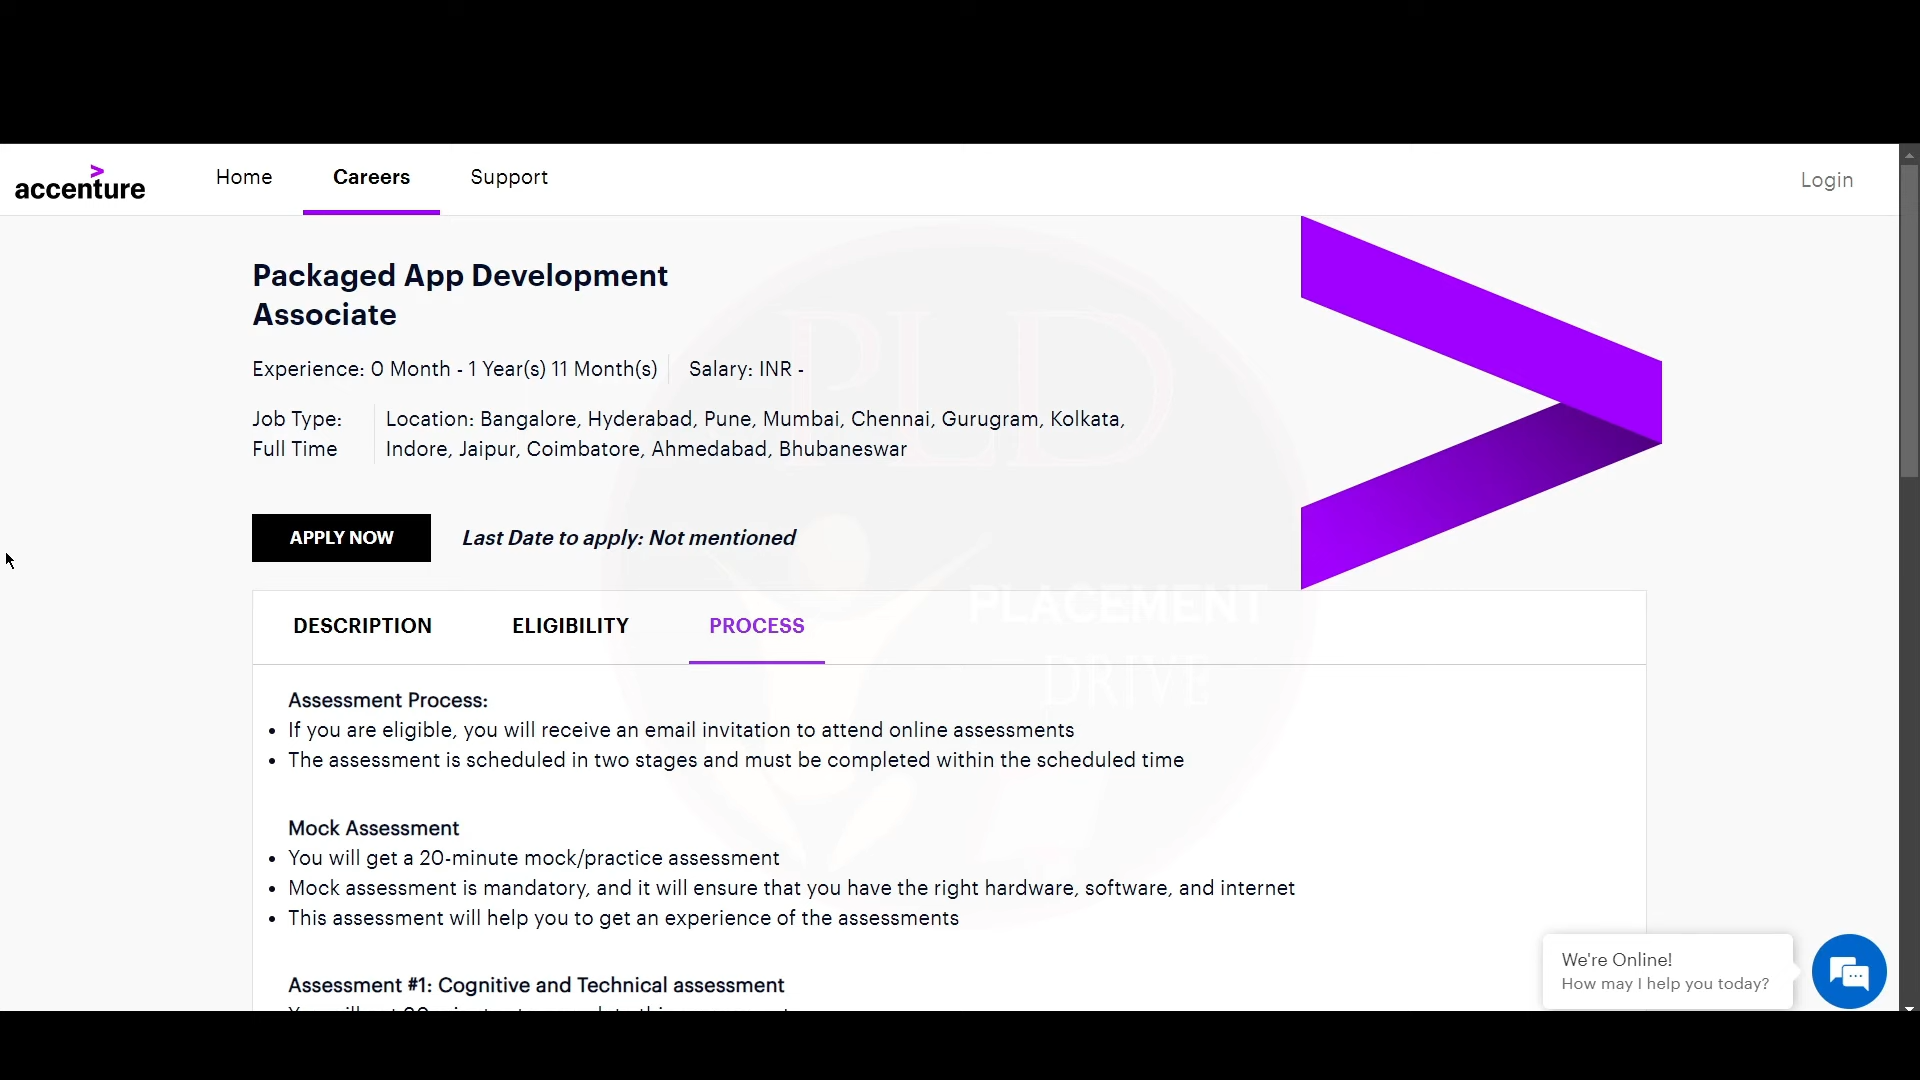 accenture
Home
Careers
Support
Login
Packaged App Development
Associate
Experience: 0 Month - 1 Year(s) 11 Month(s)
Salary: INR -
Job Type:
Full Time
Location: Bangalore, Hyderabad, Pune, Mumbai, Chennai, Gurugram, Kolkata,
Indore, Jaipur, Coimbatore, Ahmedabad, Bhubaneswar
PLD
APPLY NOW
Last Date to apply: Not mentioned
PLACEMENT
DRIVE
DESCRIPTION
ELIGIBILITY
PROCESS
Assessment Process:
• If you are eligible, you will receive an email invitation to attend online assessments
• The assessment is scheduled in two stages and must be completed within the scheduled time
Mock Assessment
• You will get a 20-minute mock/practice assessment
• Mock assessment is mandatory, and it will ensure that you have the right hardware, software, and internet
• This assessment will help you to get an experience of the assessments
Assessment #1: Cognitive and Technical assessment
We're Online!
How may I help you today?